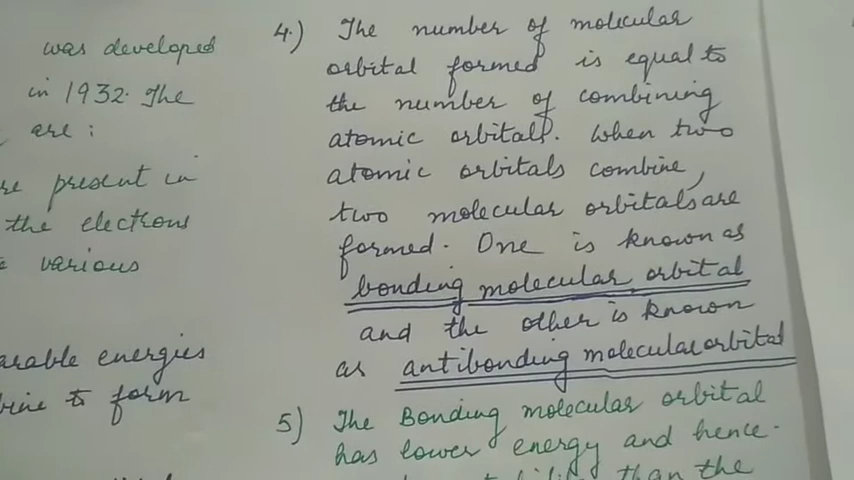 was developed
in 1932. The
are :
present in
the electrons
various
energies
to form
4.) The number of molecular
orbital formed is equal to
the number of combining
atomic orbitals. When two
atomic orbitals combine,
two molecular orbitals are
formed. One is known as
bonding molecular orbital
and the other is known
as antibonding molecular orbital
5) The Bonding molecular orbital
has lower energy and hence
than the